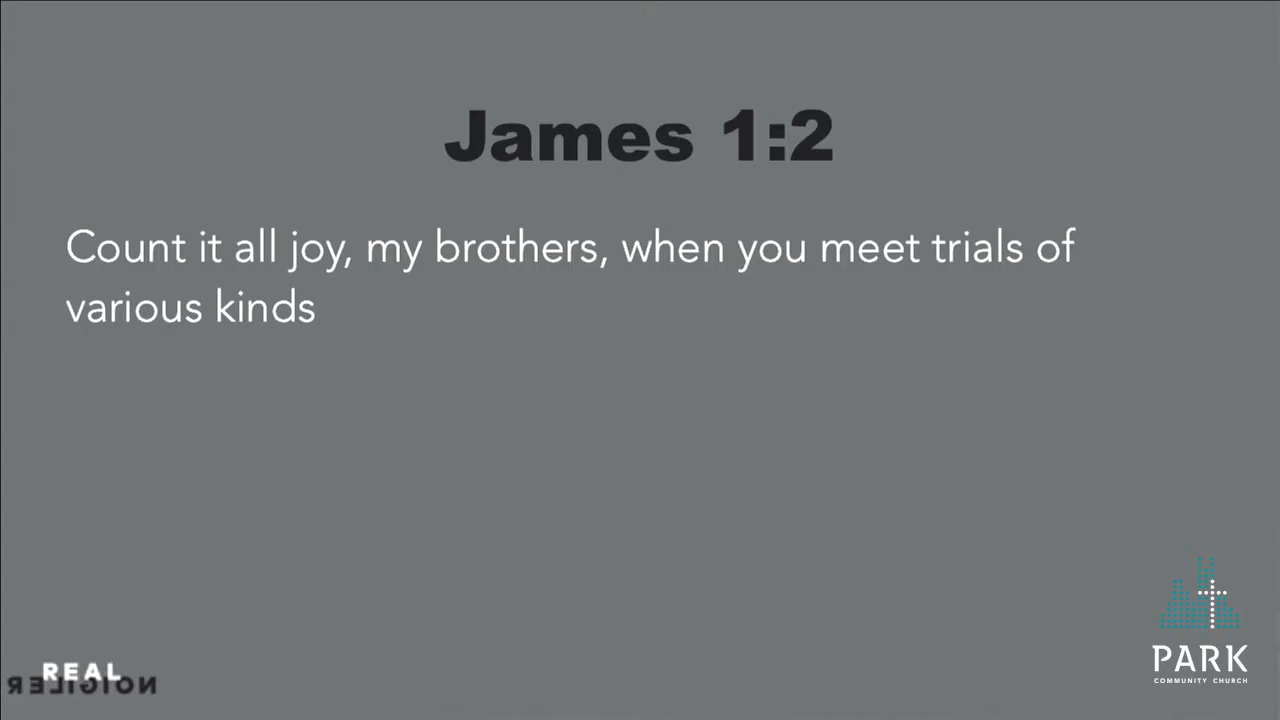 James 1:2
Count it all joy, my brothers, when you meet trials of
various kinds
REAL
RELIGION
PARK
COMMUNITY CHURCH